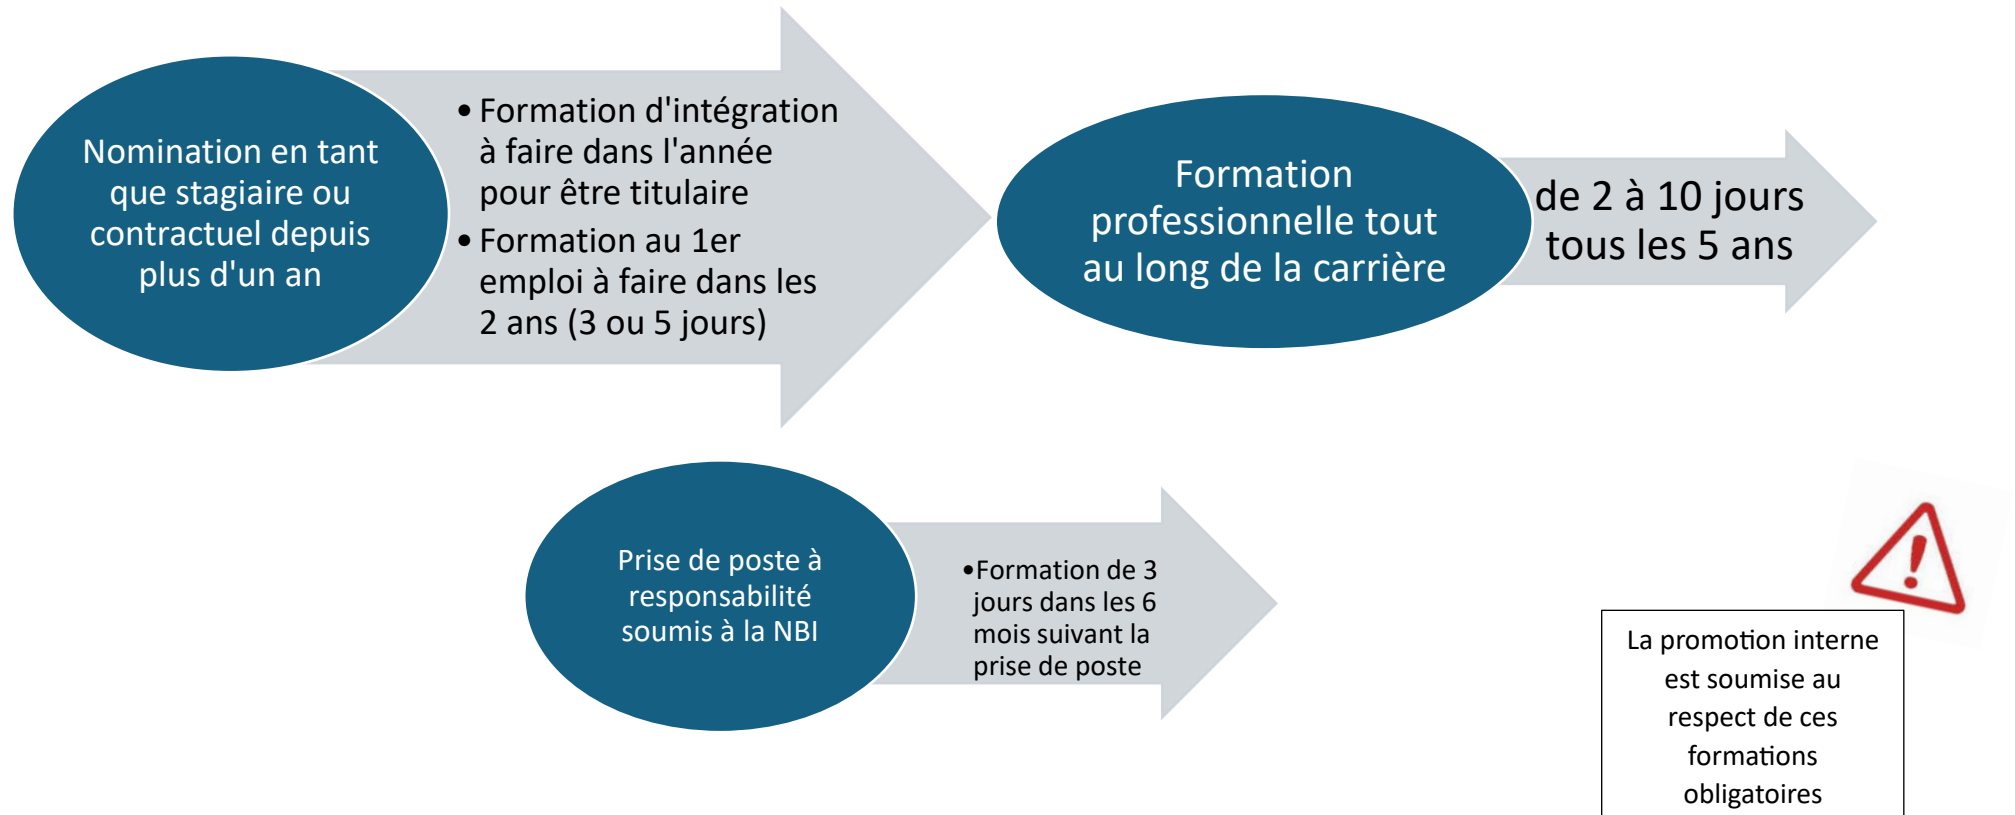 Nomination en tant
que stagiaire ou
contractuel depuis
plus d'un an
• Formation d'intégration
à faire dans l'année
pour être titulaire
• Formation au 1er
emploi à faire dans les
2 ans (3 ou 5 jours)
Formation
professionnelle tout
au long de la carrière
de 2 à 10 jours
tous les 5 ans
Prise de poste à
responsabilité
soumis à la NBI
•Formation de 3
jours dans les 6
mois suivant la
prise de poste
La promotion interne
est soumise au
respect de ces
formations
obligatoires